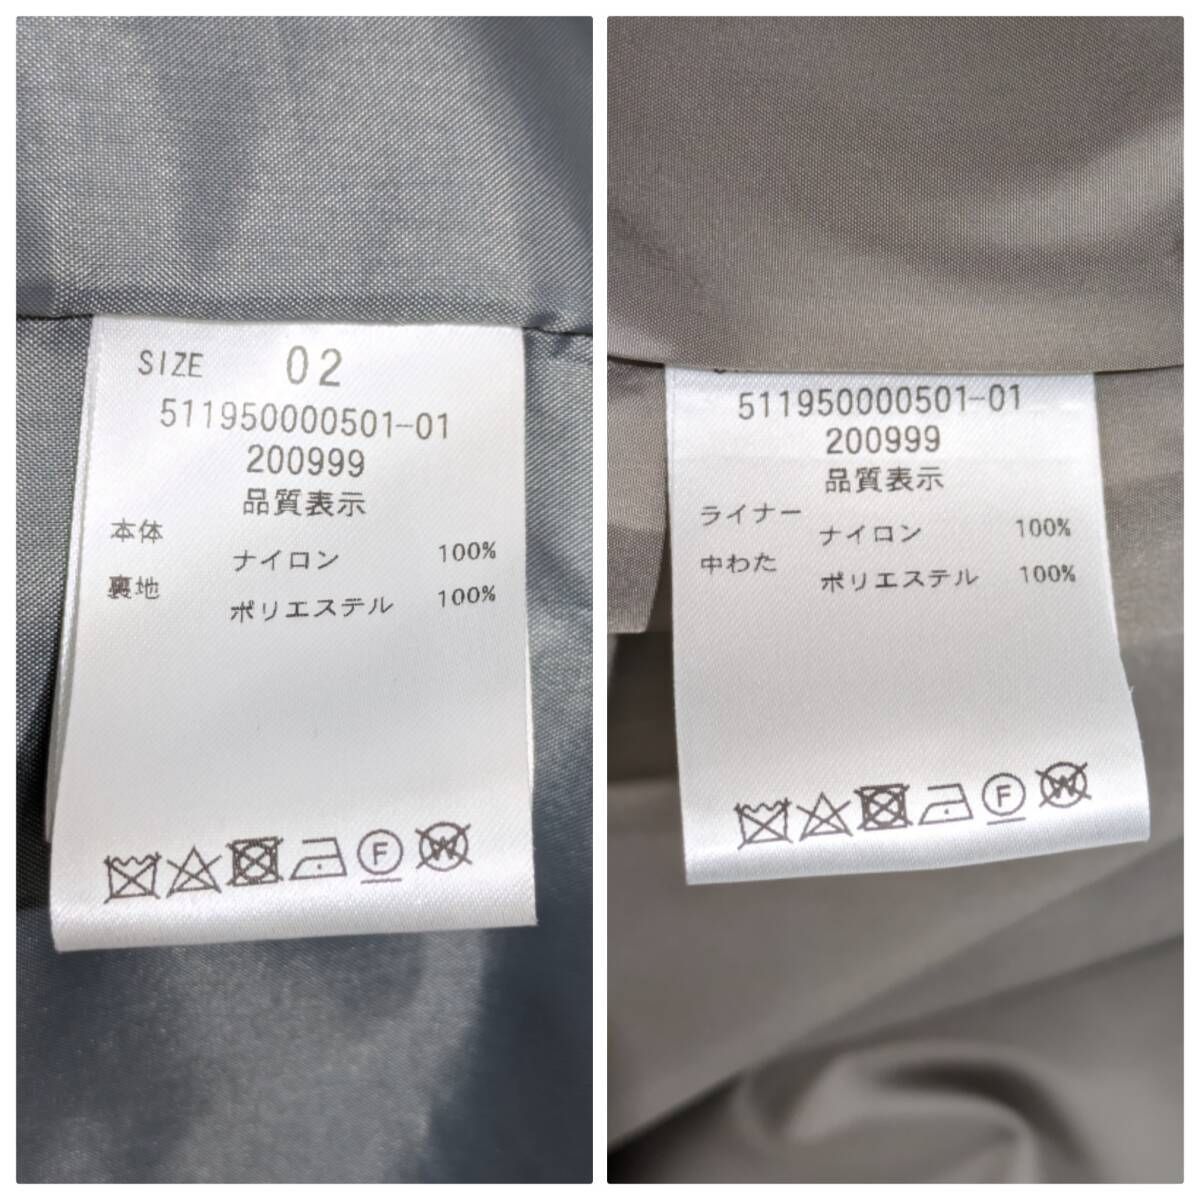 SIZE 02
511950000501-01
200999
品質表示
本体 ナイロン 100%
裏地 ポリエステル 100%
F
W
511950000501-01
200999
品質表示
ライナー ナイロン 100%
中わた ポリエステル 100%
F
W